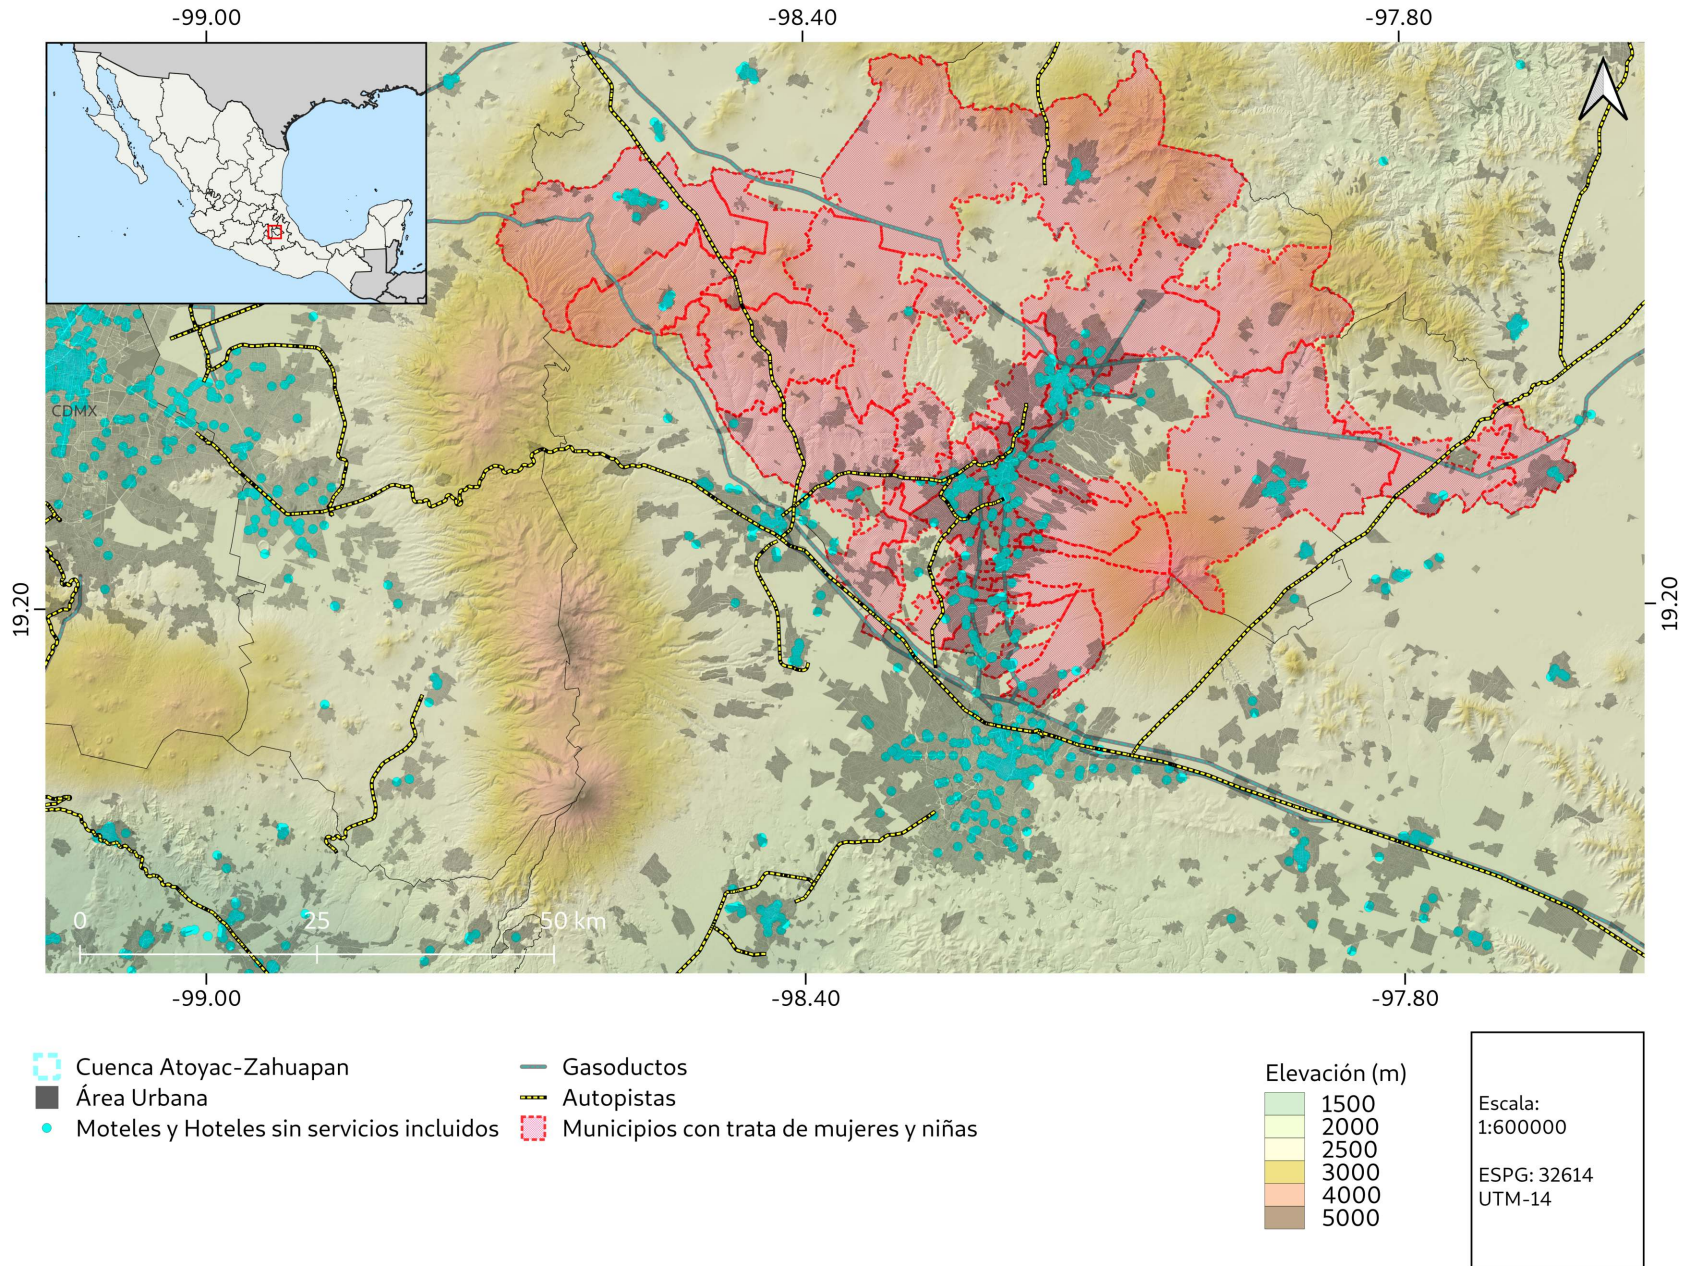 -99.00 -98.40 -97.80
CDMX
19.20
19.20
0 25 50 km
-99.00 -98.40 -97.80
Cuenca Atoyac-Zahuapan
Área Urbana
Moteles y Hoteles sin servicios incluidos
Gasoductos
Autopistas
Municipios con trata de mujeres y niñas
Elevación (m)
1500
2000
2500
3000
4000
5000
Escala:
1:600000
ESPG: 32614
UTM-14